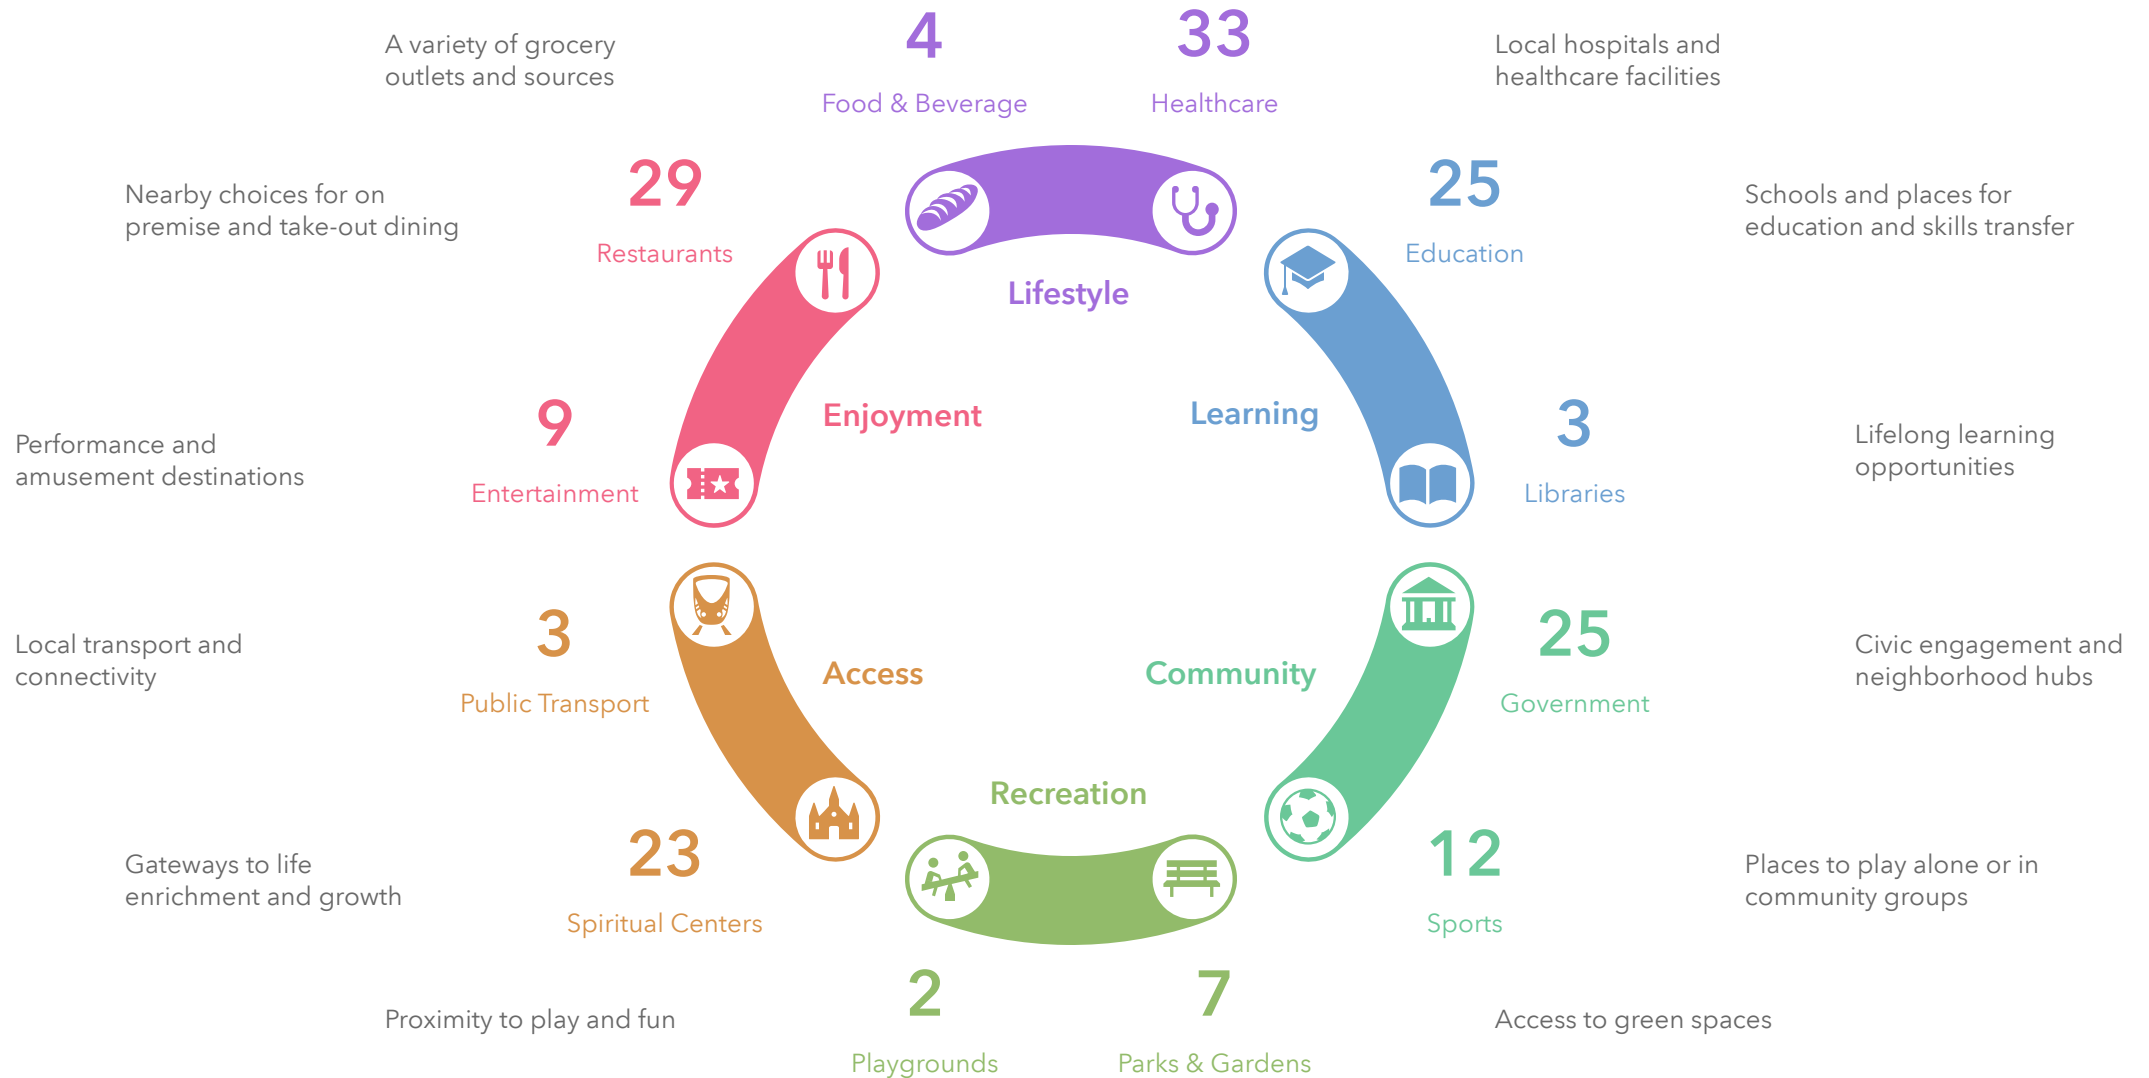 A variety of grocery
outlets and sources
4
Food & Beverage
33
Healthcare
Local hospitals and
healthcare facilities
Nearby choices for on
premise and take-out dining
29
Restaurants
Lifestyle
25
Education
Schools and places for
education and skills transfer
Performance and
amusement destinations
9
Entertainment
Enjoyment
Learning
3
Libraries
Lifelong learning
opportunities
Local transport and
connectivity
3
Public Transport
Access
Community
25
Government
Civic engagement and
neighborhood hubs
Gateways to life
enrichment and growth
23
Spiritual Centers
Recreation
12
Sports
Places to play alone or in
community groups
Proximity to play and fun
2
Playgrounds
7
Parks & Gardens
Access to green spaces